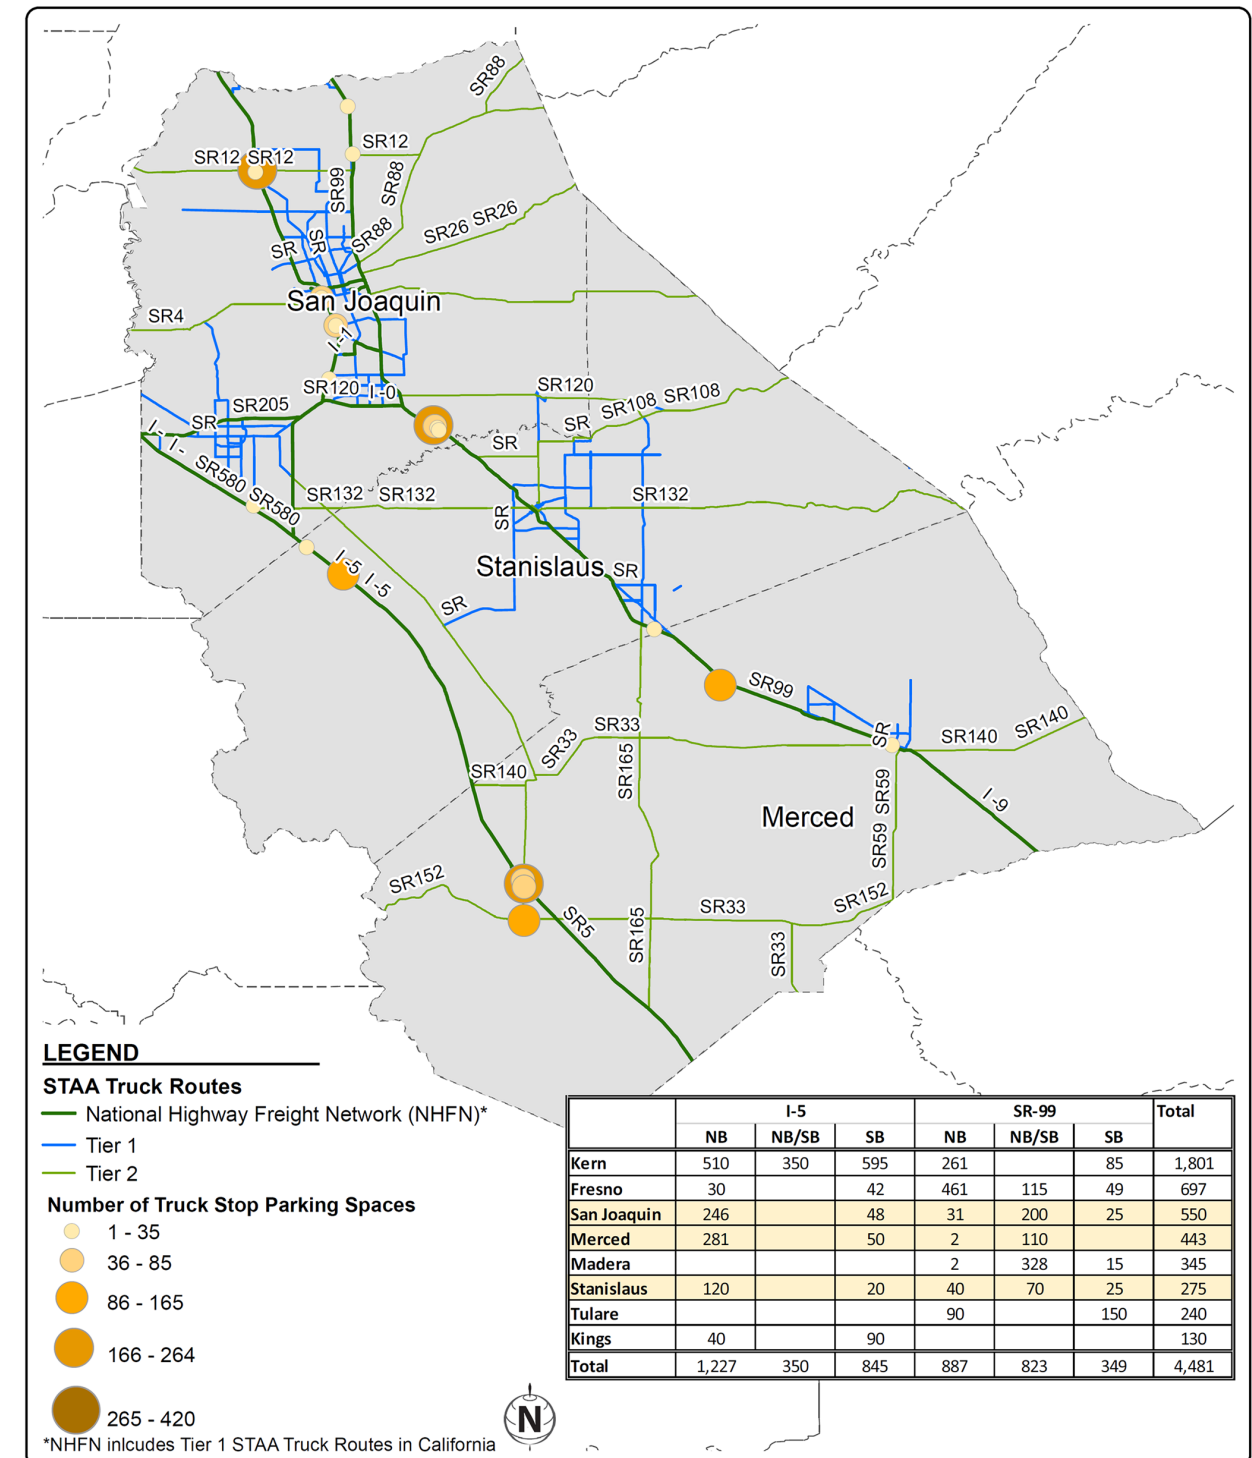 SR88
SR12
SR12 SR12
SR99
SR88
SR26 SR26
SR88
SR
SR
San Joaquin
SR4
I-1
SR120 I-0
SR120
SR205
SR108 SR108
SR
SR
I- I-
SR
SR580 SR580
SR132 SR132
SR132
SR
Stanislaus
SR
I-5 I-5
SR
SR99
SR33
SR33
SR
SR140
SR140
SR140
SR165
SR59
I-9
Merced
SR59
SR152
SR152
SR33
SR5
SR165
SR33
LEGEND
STAA Truck Routes
National Highway Freight Network (NHFN)*
Tier 1
Tier 2
Number of Truck Stop Parking Spaces
1 - 35
36 - 85
86 - 165
166 - 264
265 - 420
*NHFN inlcudes Tier 1 STAA Truck Routes in California
N
I-5 SR-99 Total
NB NB/SB SB NB NB/SB SB
Kern 510 350 595 261 85 1,801
Fresno 30 42 461 115 49 697
San Joaquin 246 48 31 200 25 550
Merced 281 50 2 110 443
Madera 2 328 15 345
Stanislaus 120 20 40 70 25 275
Tulare 90 150 240
Kings 40 90 130
Total 1,227 350 845 887 823 349 4,481